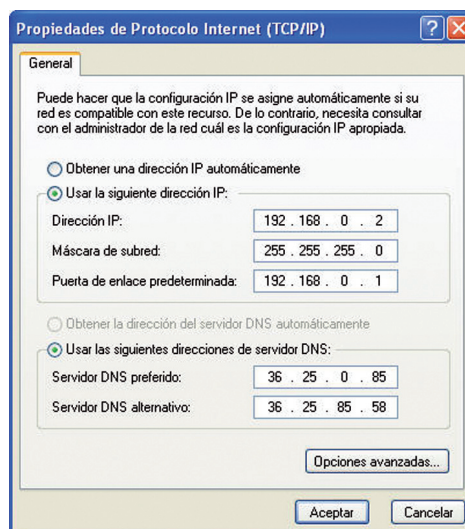 Propiedades de Protocolo Internet (TCP/IP)
General
Puede hacer que la configuración IP se asigne automáticamente si su
red es compatible con este recurso. De lo contrario, necesita consultar
con el administrador de la red cuál es la configuración IP apropiada.
Obtener una dirección IP automáticamente
Usar la siguiente dirección IP:
Dirección IP: 192 . 168 . 0 . 2
Máscara de subred: 255 . 255 . 255 . 0
Puerta de enlace predeterminada: 192 . 168 . 0 . 1
Obtener la dirección del servidor DNS automáticamente
Usar las siguientes direcciones de servidor DNS:
Servidor DNS preferido: 36 . 25 . 0 . 85
Servidor DNS alternativo: 36 . 25 . 85 . 58
Opciones avanzadas...
Aceptar Cancelar